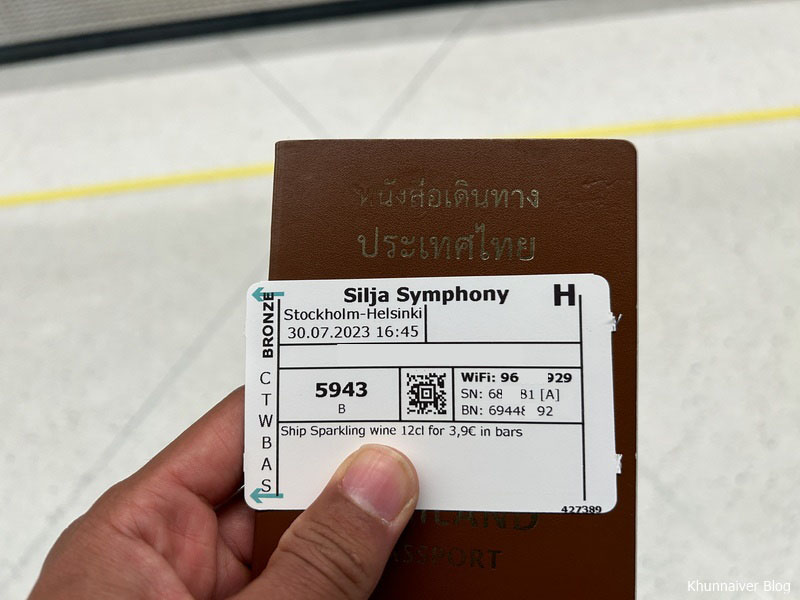 หนังสือเดินทาง
ประเทศไทย
Silja Symphony H
Stockholm-Helsinki
30.07.2023 16:45
BRONZE
C T W B A S
5943
B
WiFi: 96 929
SN: 68 81 [A]
BN: 69448 92
Ship Sparkling wine 12cl for 3,9€ in bars
427389
PASSPORT
Khunnaiver Blog